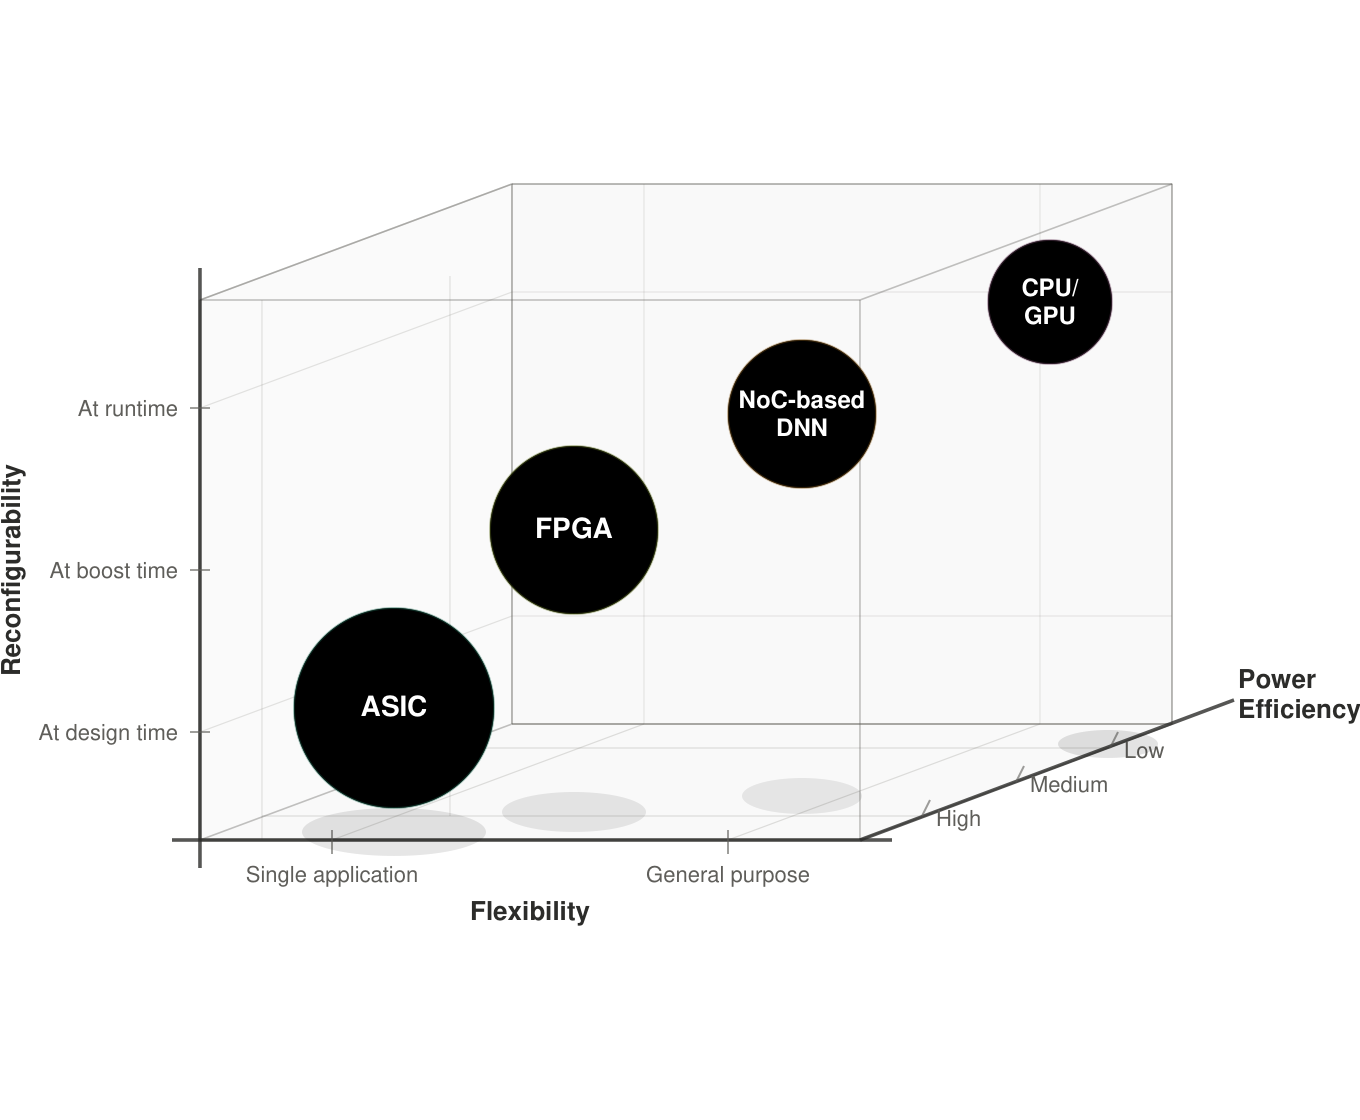 CPU/
GPU
NoC-based
DNN
At runtime
FPGA
Reconfigurability
At boost time
ASIC
At design time
Power
Efficiency
Low
Medium
High
Single application
General purpose
Flexibility